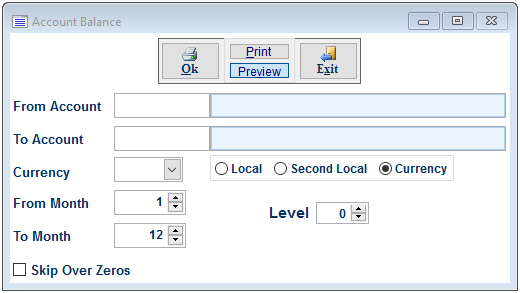 Account Balance
Ok
Print
Preview
Exit
From Account
To Account
Currency
Local
Second Local
Currency
From Month 1
Level 0
To Month 12
Skip Over Zeros